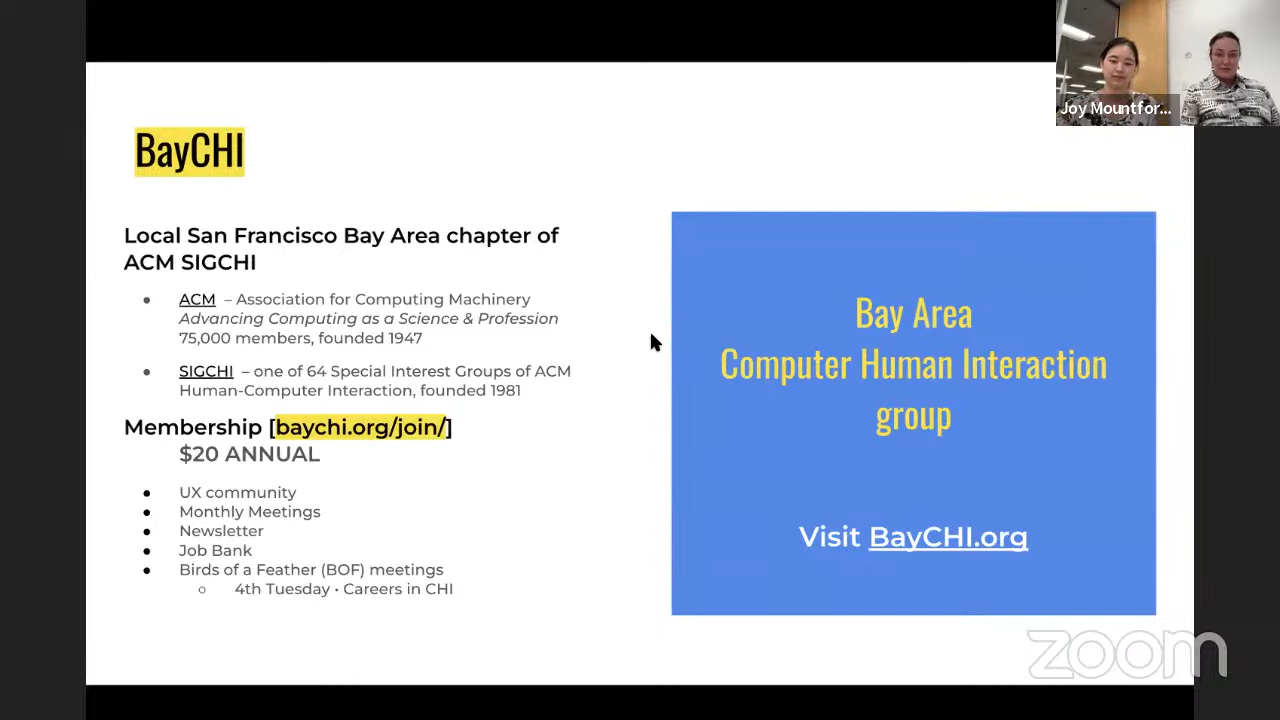 Joy Mountfor...
BayCHI
Local San Francisco Bay Area chapter of
ACM SIGCHI
● ACM – Association for Computing Machinery
Advancing Computing as a Science & Profession
75,000 members, founded 1947
● SIGCHI – one of 64 Special Interest Groups of ACM
Human-Computer Interaction, founded 1981
Membership [baychi.org/join/]
$20 ANNUAL
● UX community
● Monthly Meetings
● Newsletter
● Job Bank
● Birds of a Feather (BOF) meetings
○ 4th Tuesday • Careers in CHI
Bay Area
Computer Human Interaction
group
Visit BayCHI.org
zoom